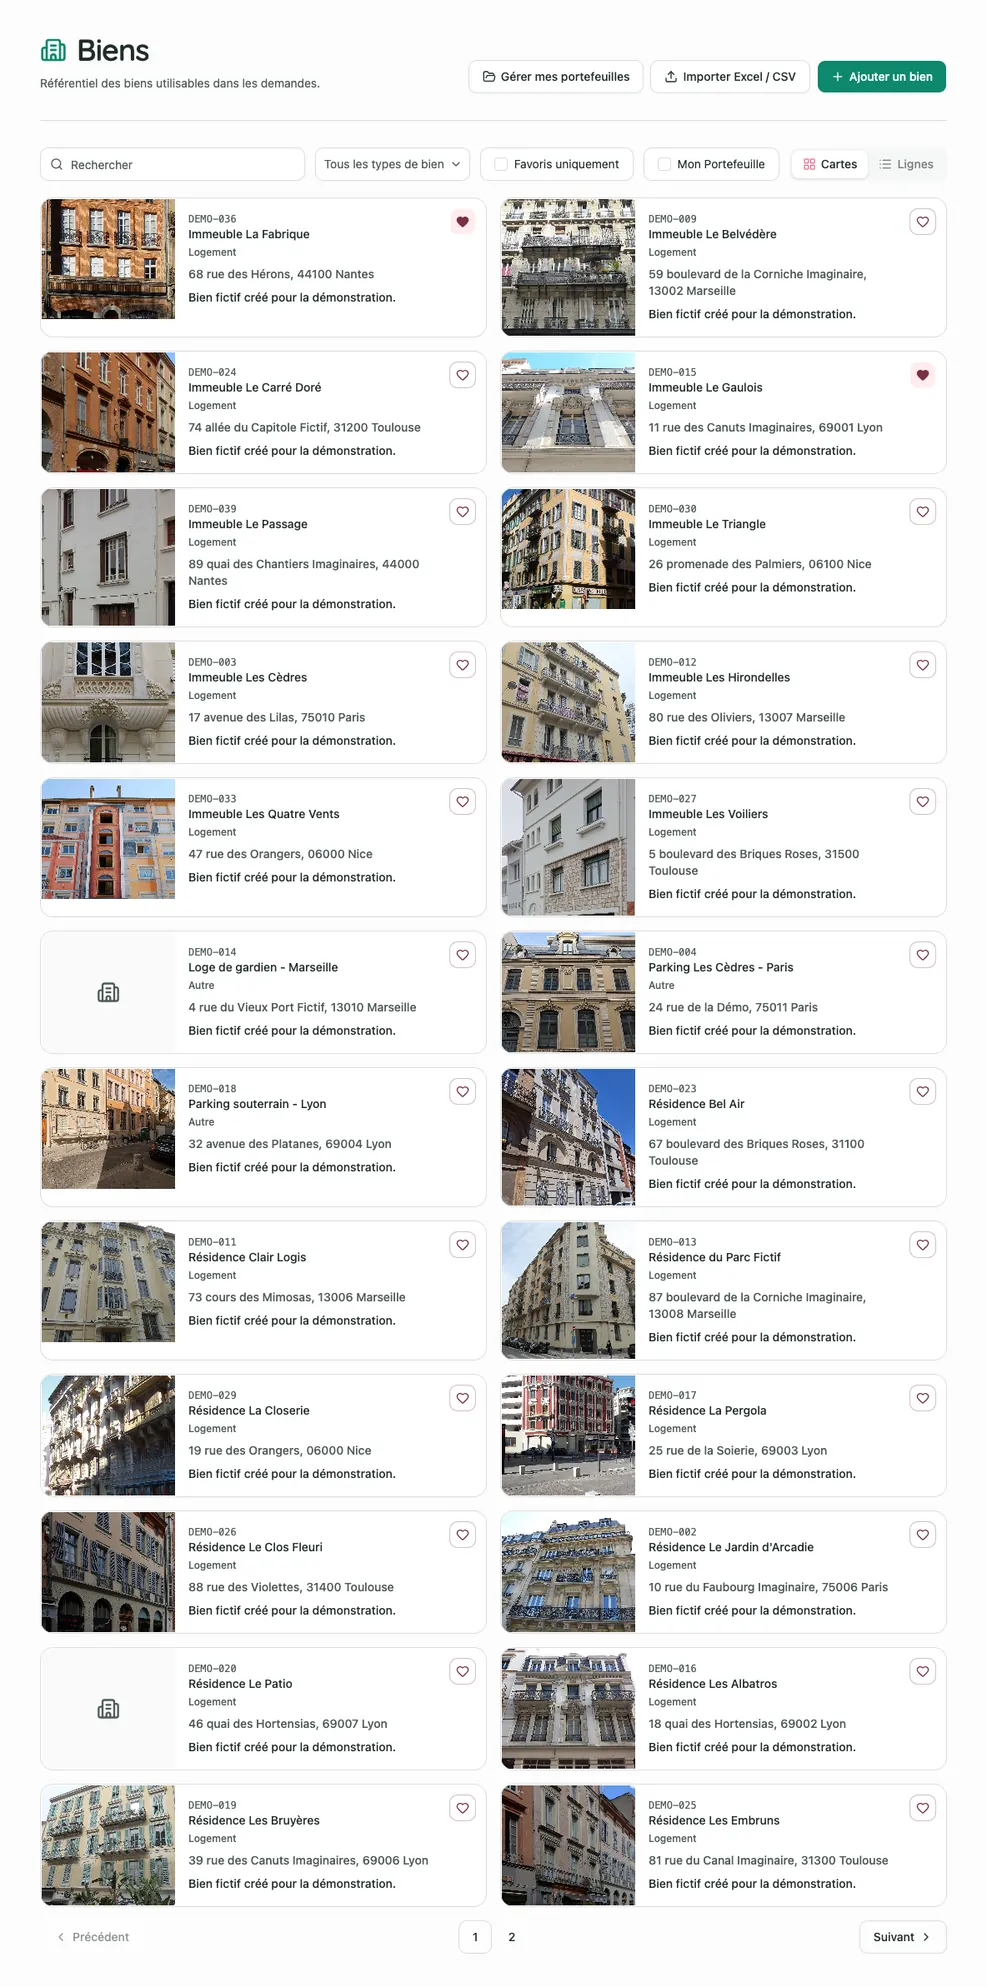 Biens
Référentiel des biens utilisables dans les demandes.
Gérer mes portefeuilles
Importer Excel / CSV
Ajouter un bien
Rechercher
Tous les types de bien
Favoris uniquement
Mon Portefeuille
Cartes
Lignes
DEMO-036
Immeuble La Fabrique
Logement
68 rue des Hérons, 44100 Nantes
Bien fictif créé pour la démonstration.
DEMO-009
Immeuble Le Belvédère
Logement
59 boulevard de la Corniche Imaginaire,
13002 Marseille
Bien fictif créé pour la démonstration.
DEMO-024
Immeuble Le Carré Doré
Logement
74 allée du Capitole Fictif, 31200 Toulouse
Bien fictif créé pour la démonstration.
DEMO-015
Immeuble Le Gaulois
Logement
11 rue des Canuts Imaginaires, 69001 Lyon
Bien fictif créé pour la démonstration.
DEMO-039
Immeuble Le Passage
Logement
89 quai des Chantiers Imaginaires, 44000
Nantes
Bien fictif créé pour la démonstration.
DEMO-030
Immeuble Le Triangle
Logement
26 promenade des Palmiers, 06100 Nice
Bien fictif créé pour la démonstration.
DEMO-003
Immeuble Les Cèdres
Logement
17 avenue des Lilas, 75010 Paris
Bien fictif créé pour la démonstration.
DEMO-012
Immeuble Les Hirondelles
Logement
80 rue des Oliviers, 13007 Marseille
Bien fictif créé pour la démonstration.
DEMO-033
Immeuble Les Quatre Vents
Logement
47 rue des Orangers, 06000 Nice
Bien fictif créé pour la démonstration.
DEMO-027
Immeuble Les Voiliers
Logement
5 boulevard des Briques Roses, 31500
Toulouse
Bien fictif créé pour la démonstration.
DEMO-014
Loge de gardien - Marseille
Autre
4 rue du Vieux Port Fictif, 13010 Marseille
Bien fictif créé pour la démonstration.
DEMO-004
Parking Les Cèdres - Paris
Autre
24 rue de la Démo, 75011 Paris
Bien fictif créé pour la démonstration.
DEMO-018
Parking souterrain - Lyon
Autre
32 avenue des Platanes, 69004 Lyon
Bien fictif créé pour la démonstration.
DEMO-023
Résidence Bel Air
Logement
67 boulevard des Briques Roses, 31100
Toulouse
Bien fictif créé pour la démonstration.
DEMO-011
Résidence Clair Logis
Logement
73 cours des Mimosas, 13006 Marseille
Bien fictif créé pour la démonstration.
DEMO-013
Résidence du Parc Fictif
Logement
87 boulevard de la Corniche Imaginaire,
13008 Marseille
Bien fictif créé pour la démonstration.
DEMO-029
Résidence La Closerie
Logement
19 rue des Orangers, 06000 Nice
Bien fictif créé pour la démonstration.
DEMO-017
Résidence La Pergola
Logement
25 rue de la Soierie, 69003 Lyon
Bien fictif créé pour la démonstration.
DEMO-026
Résidence Le Clos Fleuri
Logement
88 rue des Violettes, 31400 Toulouse
Bien fictif créé pour la démonstration.
DEMO-002
Résidence Le Jardin d'Arcadie
Logement
10 rue du Faubourg Imaginaire, 75006 Paris
Bien fictif créé pour la démonstration.
DEMO-020
Résidence Le Patio
Logement
46 quai des Hortensias, 69007 Lyon
Bien fictif créé pour la démonstration.
DEMO-016
Résidence Les Albatros
Logement
18 quai des Hortensias, 69002 Lyon
Bien fictif créé pour la démonstration.
DEMO-019
Résidence Les Bruyères
Logement
39 rue des Canuts Imaginaires, 69006 Lyon
Bien fictif créé pour la démonstration.
DEMO-025
Résidence Les Embruns
Logement
81 rue du Canal Imaginaire, 31300 Toulouse
Bien fictif créé pour la démonstration.
Précédent
1
2
Suivant